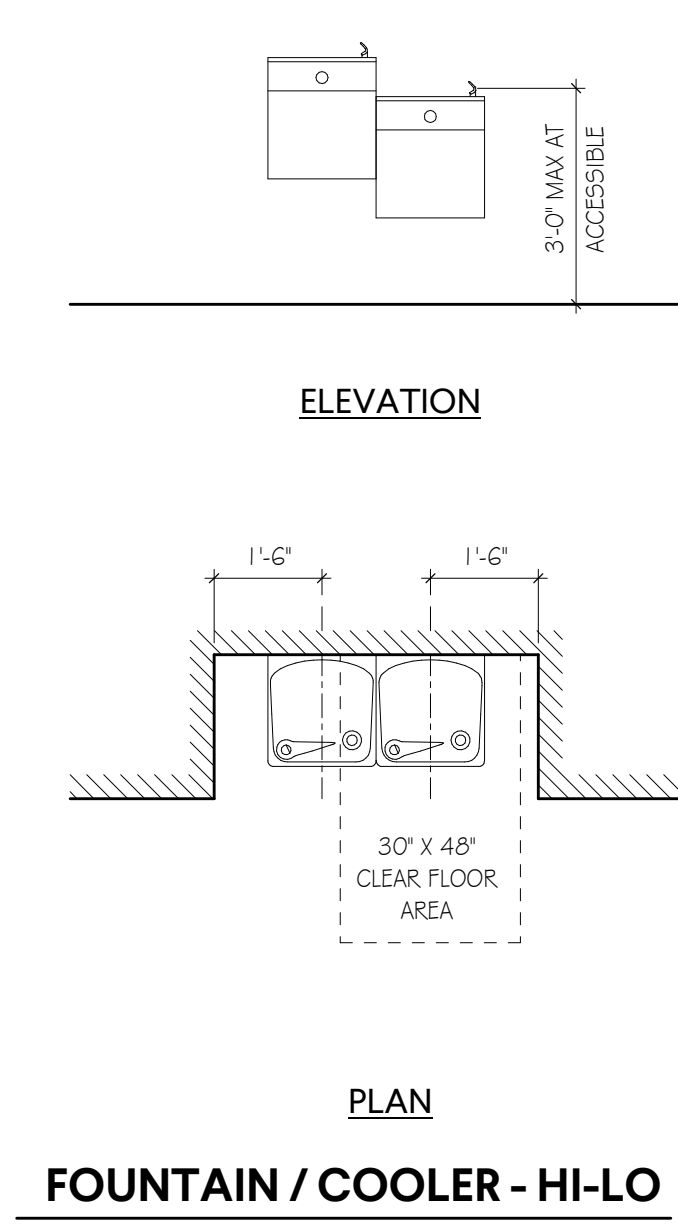 3'-0" MAX AT
ACCESSIBLE
ELEVATION
1'-6"
1'-6"
30" X 48"
CLEAR FLOOR
AREA
PLAN
FOUNTAIN / COOLER - HI-LO